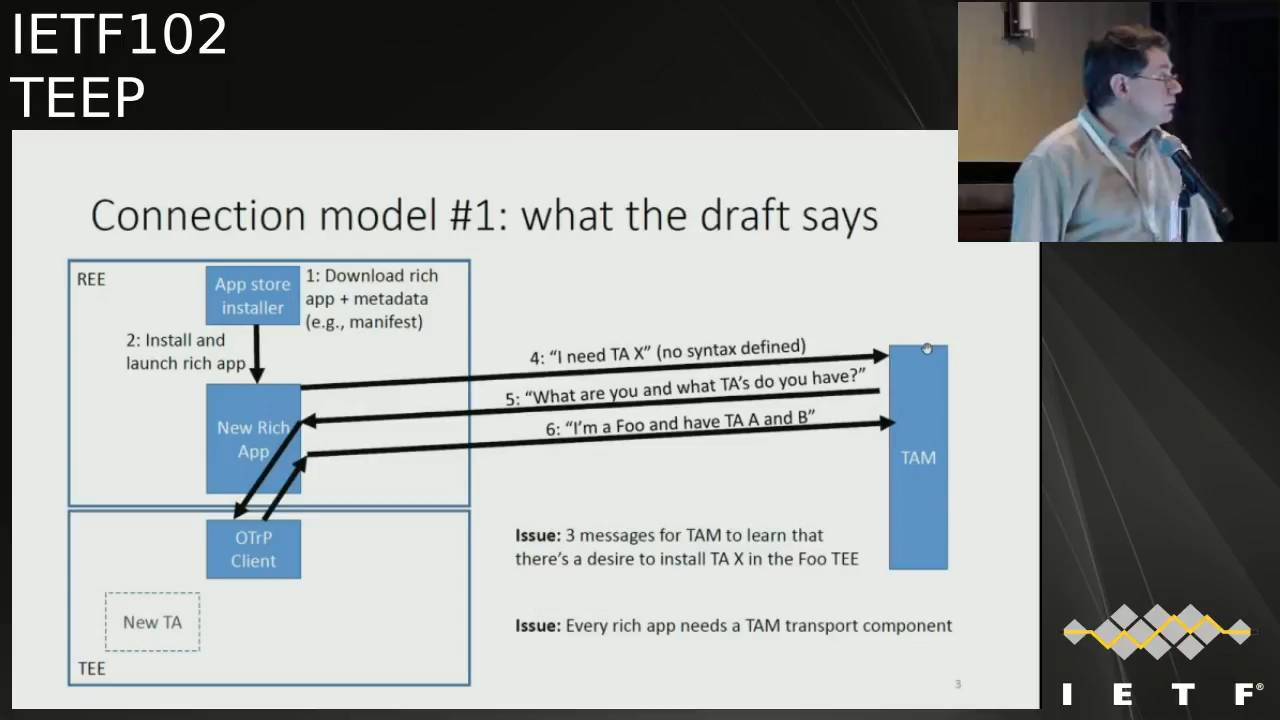 IETF102
TEEP
Connection model #1: what the draft says
REE
App store
installer
1: Download rich
app + metadata
(e.g., manifest)
2: Install and
launch rich app
4: “I need TA X” (no syntax defined)
5: “What are you and what TA’s do you have?”
New Rich
App
6: “I’m a Foo and have TA A and B”
TAM
OTrP
Client
Issue: 3 messages for TAM to learn that
there’s a desire to install TA X in the Foo TEE
New TA
Issue: Every rich app needs a TAM transport component
TEE
3
I E T F®